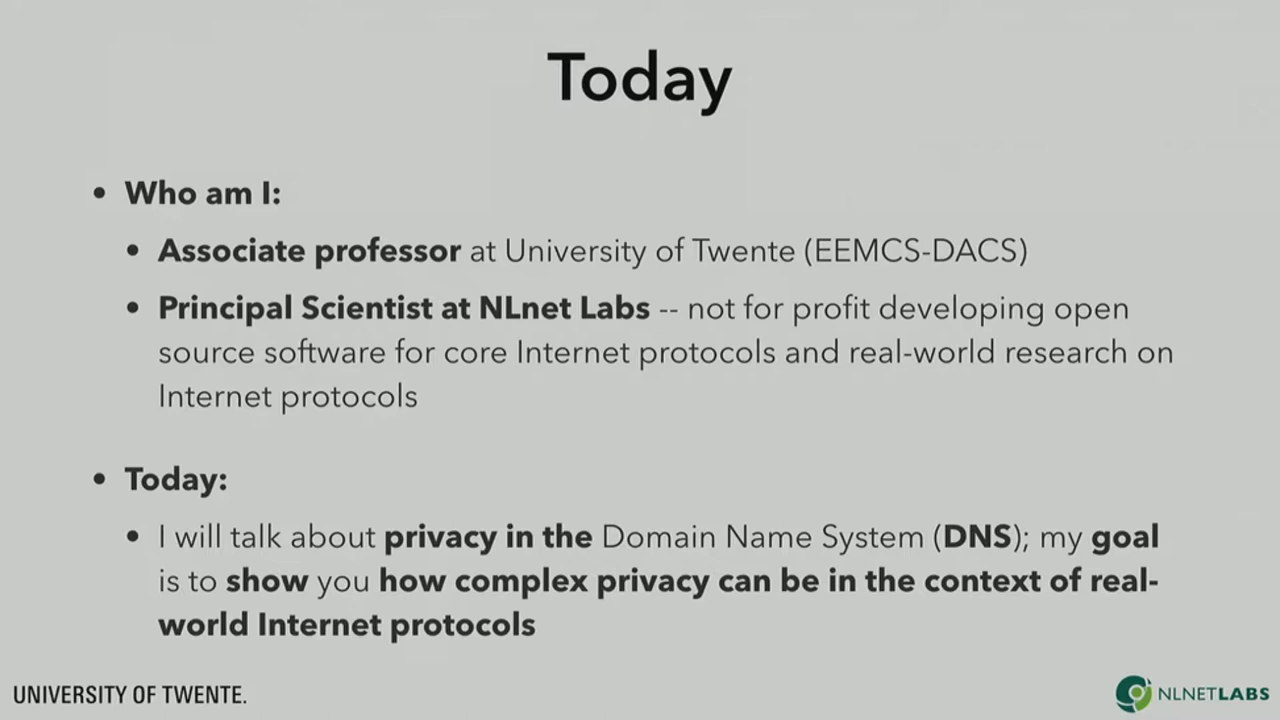 Today
• Who am I:
• Associate professor at University of Twente (EEMCS-DACS)
• Principal Scientist at NLnet Labs -- not for profit developing open
source software for core Internet protocols and real-world research on
Internet protocols
• Today:
• I will talk about privacy in the Domain Name System (DNS); my goal
is to show you how complex privacy can be in the context of real-
world Internet protocols
UNIVERSITY OF TWENTE.
NLNETLABS